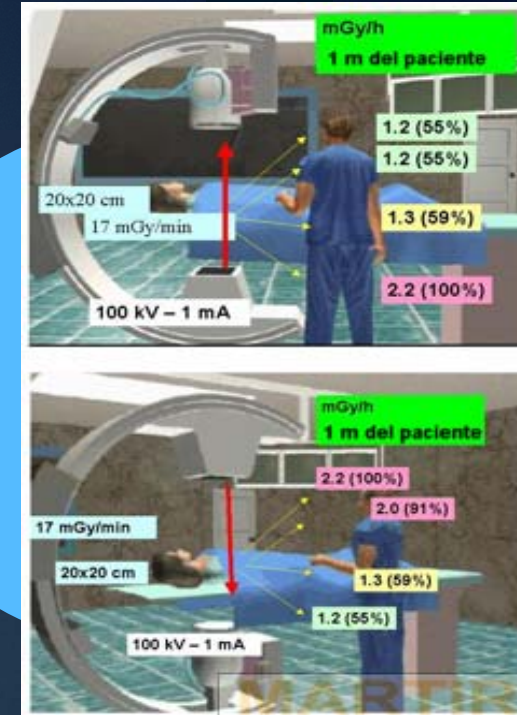 mGy/h
1 m del paciente
1.2 (55%)
1.2 (55%)
20x20 cm
17 mGy/min
1.3 (59%)
2.2 (100%)
100 kV – 1 mA
mGy/h
1 m del paciente
2.2 (100%)
2.0 (91%)
17 mGy/min
20x20 cm
1.3 (59%)
1.2 (55%)
100 kV – 1 mA
MARTIR